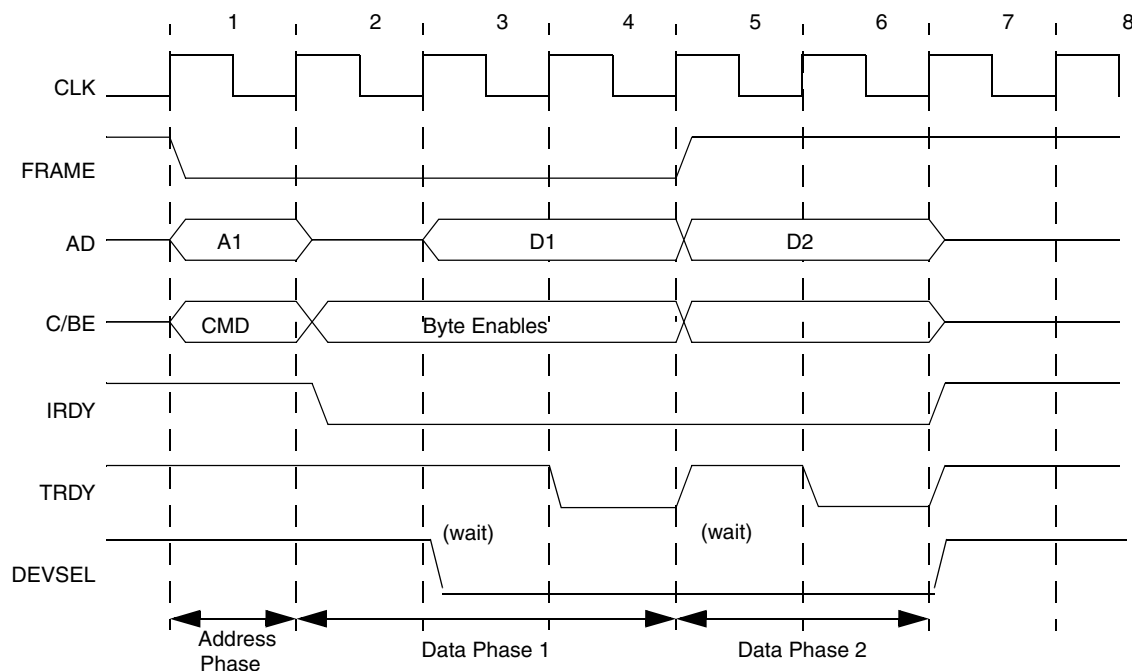 1 2 3 4 5 6 7 8
CLK
FRAME
AD A1 D1 D2
C/BE CMD Byte Enables
IRDY
TRDY
(wait) (wait)
DEVSEL
Address Phase Data Phase 1 Data Phase 2